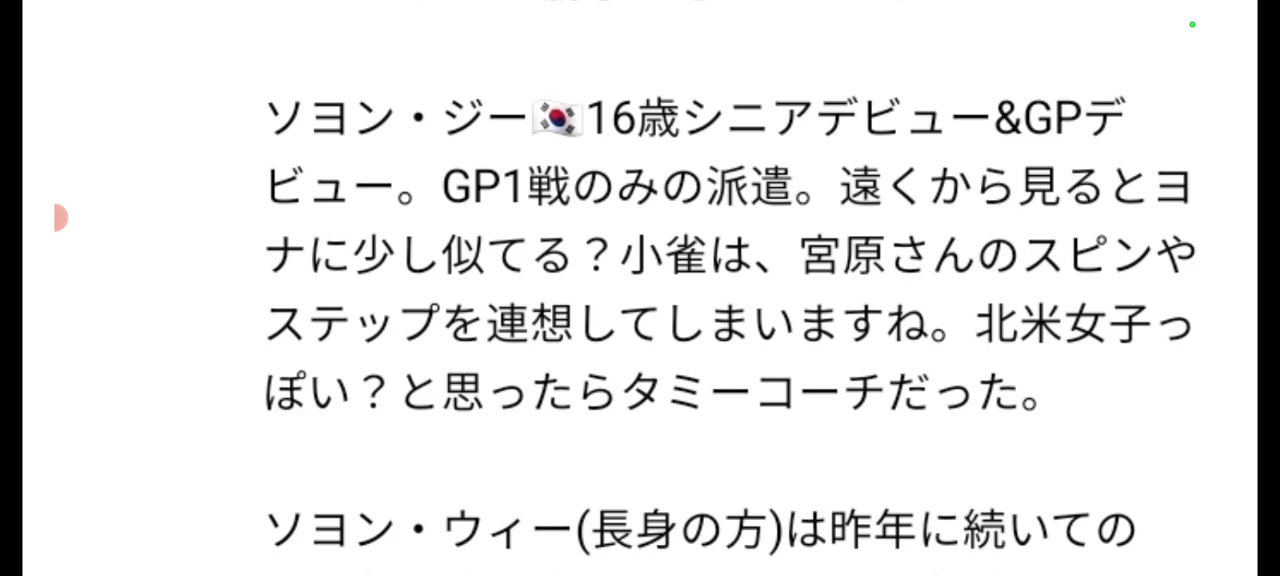 ソヨン・ジー🇰🇷16歳シニアデビュー&GPデ
ビュー。GP1戦のみの派遣。遠くから見るとヨ
ナに少し似てる？小雀は、宮原さんのスピンや
ステップを連想してしまいますね。北米女子っ
ぽい？と思ったらタミーコーチだった。
ソヨン・ウィー(長身の方)は昨年に続いての